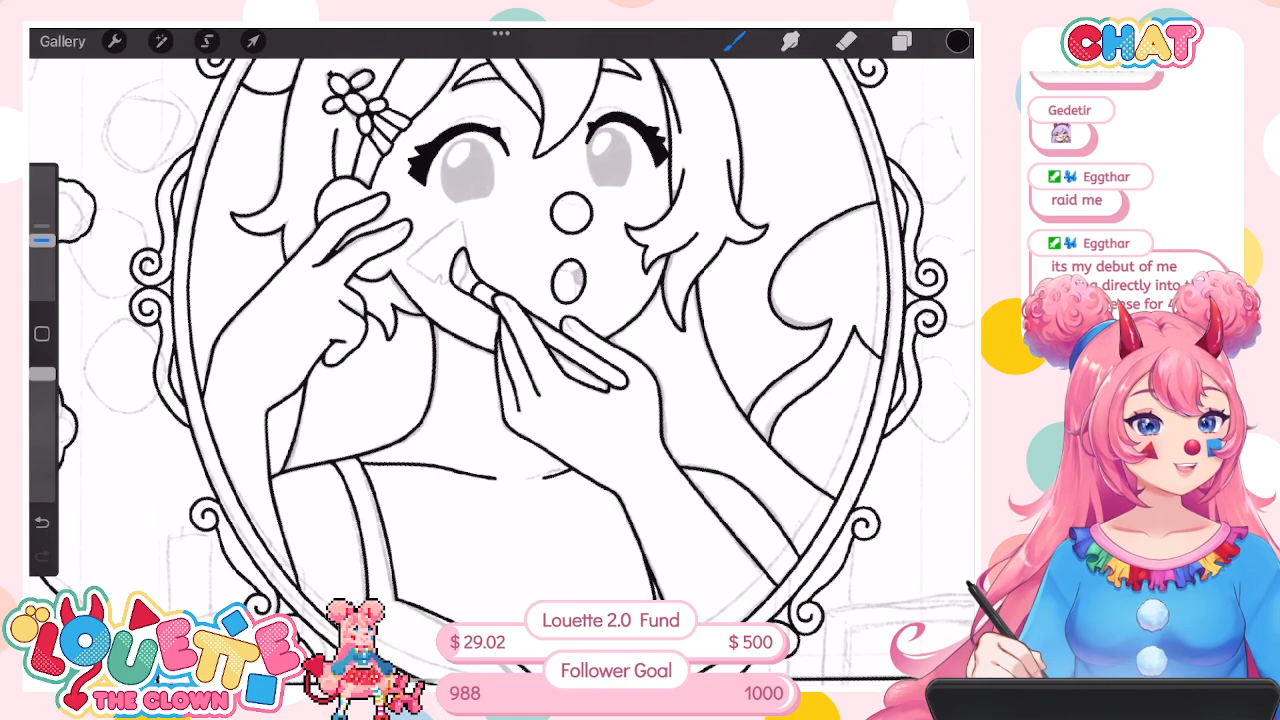 Gallery
CHAT
Gedetir
Eggthar
raid me
Eggthar
its my debut of me
directly into
Louette 2.0 Fund
$ 29.02
$ 500
Follower Goal
988
1000
LOUETTE
THE CLOWN